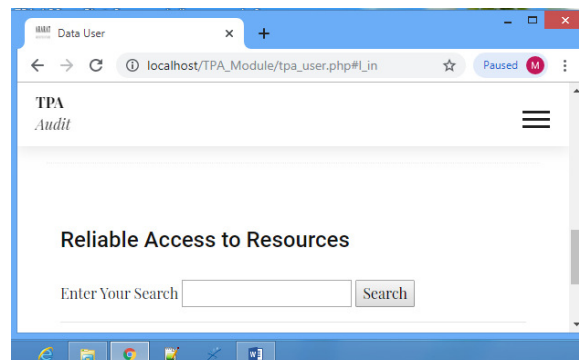 Data User
localhost/TPA_Module/tpa_user.php#l_in
Paused M
TPA
Audit
Reliable Access to Resources
Enter Your Search Search